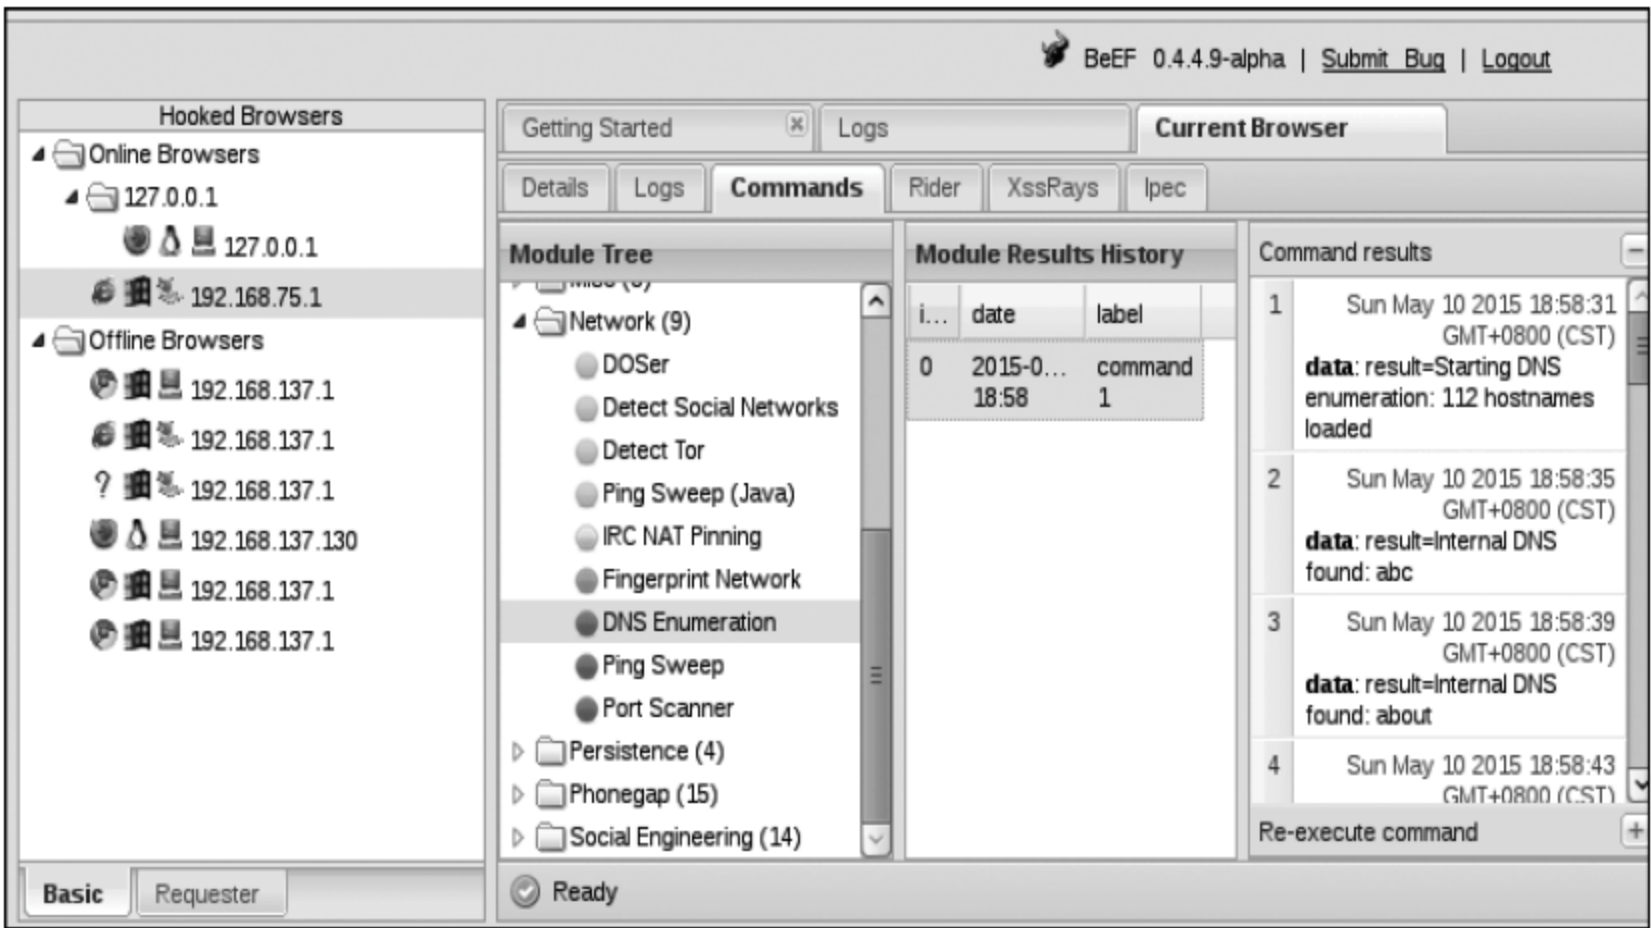 BeEF 0.4.4.9-alpha | Submit Bug | Logout
Hooked Browsers
Online Browsers
127.0.0.1
127.0.0.1
192.168.75.1
Offline Browsers
192.168.137.1
192.168.137.1
? 192.168.137.1
192.168.137.130
192.168.137.1
192.168.137.1
Basic
Requester
Getting Started
Logs
Current Browser
Details
Logs
Commands
Rider
XssRays
Ipec
Module Tree
Network (9)
DOSer
Detect Social Networks
Detect Tor
Ping Sweep (Java)
IRC NAT Pinning
Fingerprint Network
DNS Enumeration
Ping Sweep
Port Scanner
Persistence (4)
Phonegap (15)
Social Engineering (14)
Module Results History
i... date label
0 2015-0... command
18:58 1
Command results
1 Sun May 10 2015 18:58:31
GMT+0800 (CST)
data: result=Starting DNS
enumeration: 112 hostnames
loaded
2 Sun May 10 2015 18:58:35
GMT+0800 (CST)
data: result=Internal DNS
found: abc
3 Sun May 10 2015 18:58:39
GMT+0800 (CST)
data: result=Internal DNS
found: about
4 Sun May 10 2015 18:58:43
GMT+0800 (CST)
Re-execute command
Ready